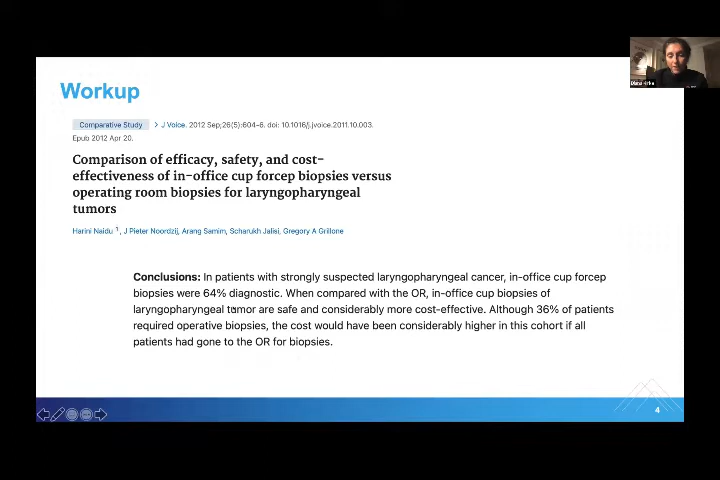 Workup
Comparative Study > J Voice. 2012 Sep;26(5):604-6. doi: 10.1016/j.jvoice.2011.10.003.
Epub 2012 Apr 20.
Comparison of efficacy, safety, and cost-
effectiveness of in-office cup forcep biopsies versus
operating room biopsies for laryngopharyngeal
tumors
Harini Naidu 1, J Pieter Noordzij, Arang Samim, Scharukh Jalisi, Gregory A Grillone
Conclusions: In patients with strongly suspected laryngopharyngeal cancer, in-office cup forcep
biopsies were 64% diagnostic. When compared with the OR, in-office cup biopsies of
laryngopharyngeal tumor are safe and considerably more cost-effective. Although 36% of patients
required operative biopsies, the cost would have been considerably higher in this cohort if all
patients had gone to the OR for biopsies.
4